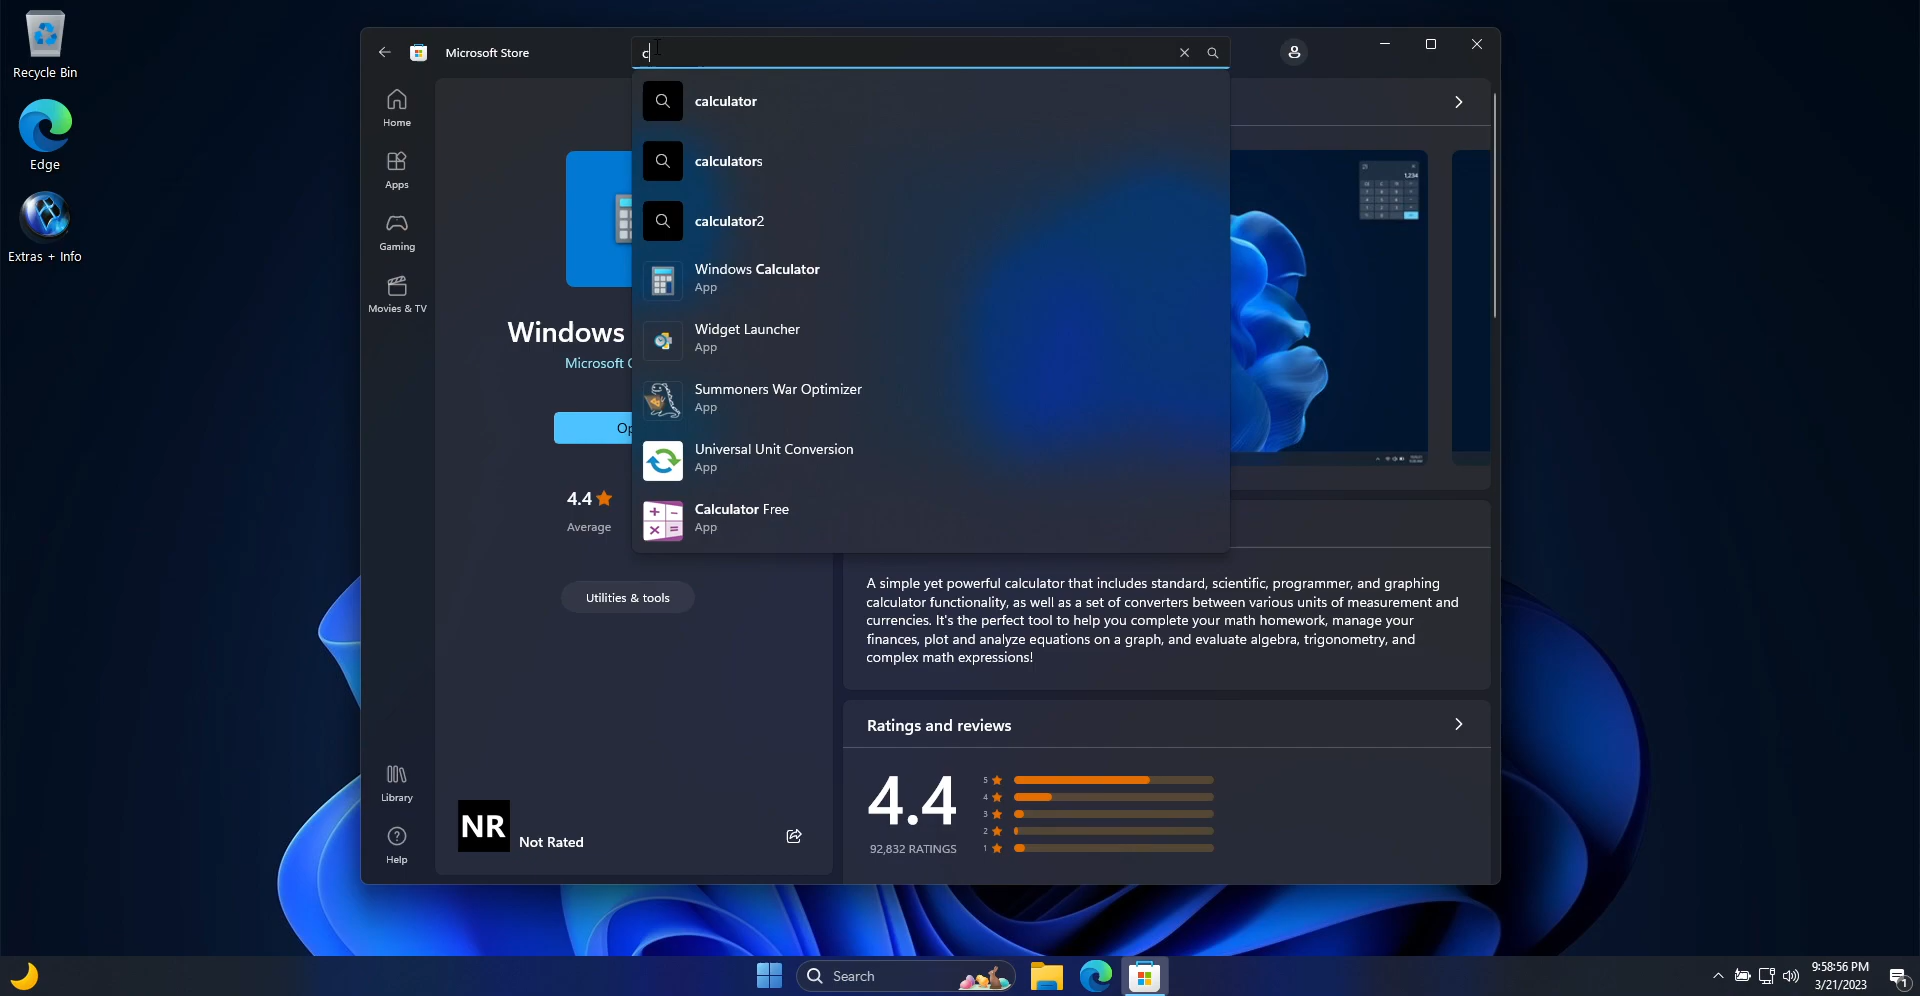 Recycle Bin
Edge
Extras + Info
Microsoft Store
c
Home
Apps
Gaming
Movies & TV
Library
Help
calculator
calculators
calculator2
Windows Calculator
App
Widget Launcher
App
Summoners War Optimizer
App
Universal Unit Conversion
App
Calculator Free
App
Windows
Microsoft
4.4
Average
Utilities & tools
NR
Not Rated
1,234
A simple yet powerful calculator that includes standard, scientific, programmer, and graphing
calculator functionality, as well as a set of converters between various units of measurement and
currencies. It's the perfect tool to help you complete your math homework, manage your
finances, plot and analyze equations on a graph, and evaluate algebra, trigonometry, and
complex math expressions!
Ratings and reviews
4.4
92,832 RATINGS
5
4
3
2
1
Search
9:58:56 PM
3/21/2023
1